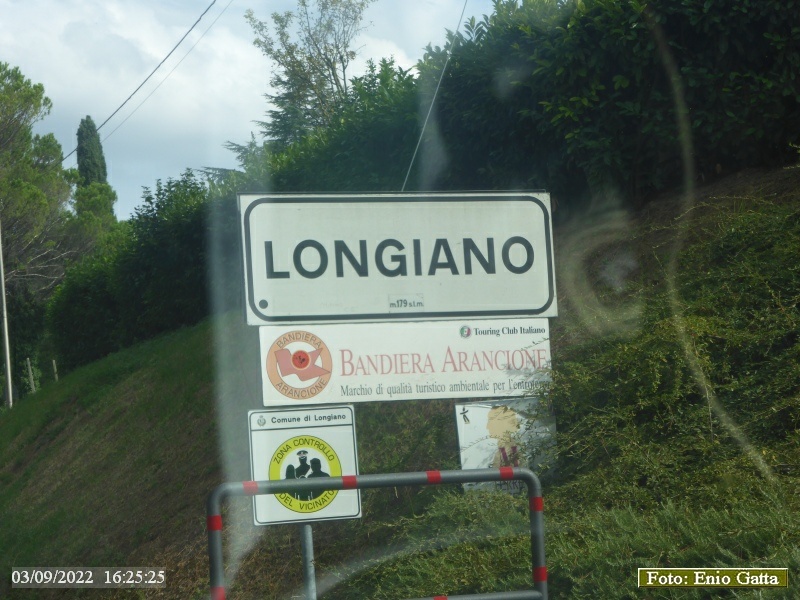 LONGIANO
m.179 s.l.m.
Touring Club Italiano
BANDIERA
ARANCIONE
BANDIERA ARANCIONE
Marchio di qualità turistico ambientale per l'entroterra
Comune di Longiano
ZONA CONTROLLO
DEL VICINATO
03/09/2022 16:25:25
Foto: Enio Gatta